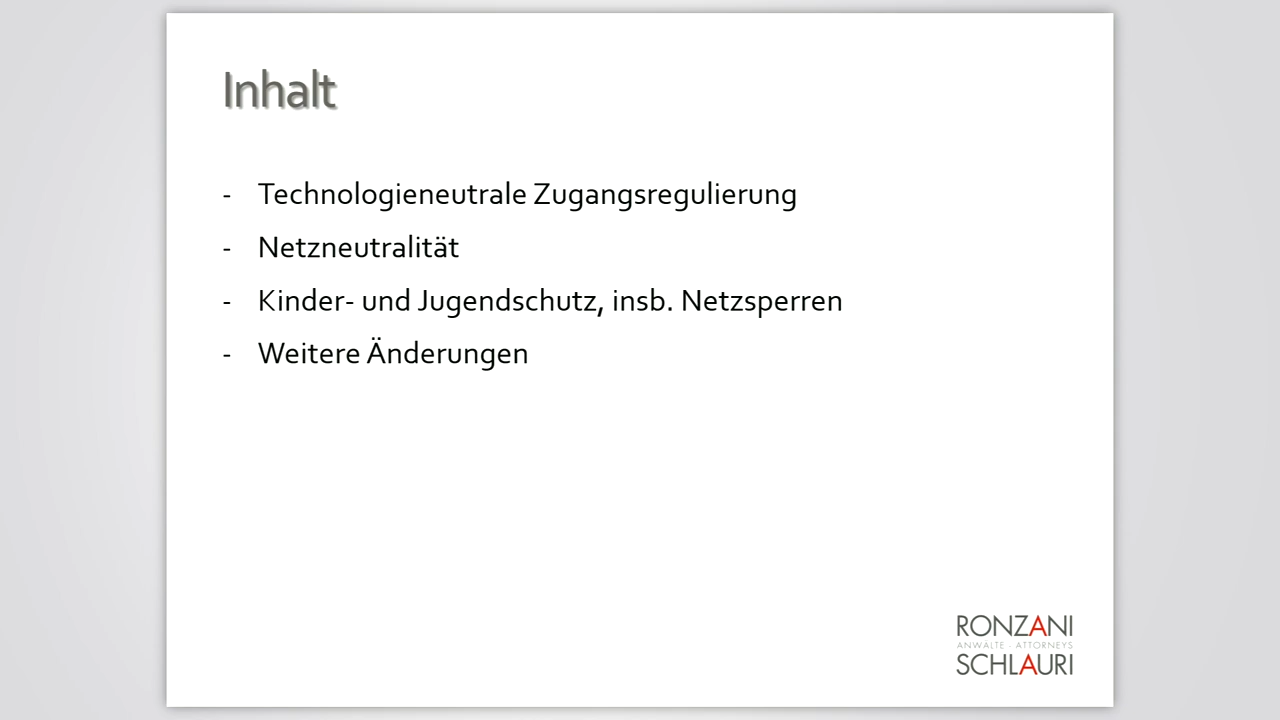 Inhalt
- Technologieneutrale Zugangsregulierung
- Netzneutralität
- Kinder- und Jugendschutz, insb. Netzsperren
- Weitere Änderungen
RONZANI
ANWÄLTE - ATTORNEYS
SCHLAURI